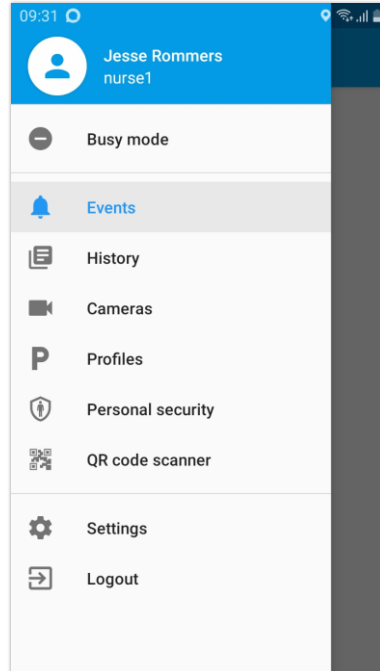 09:31
Jesse Rommers
nurse1
Busy mode
Events
History
Cameras
P
Profiles
Personal security
QR code scanner
Settings
Logout